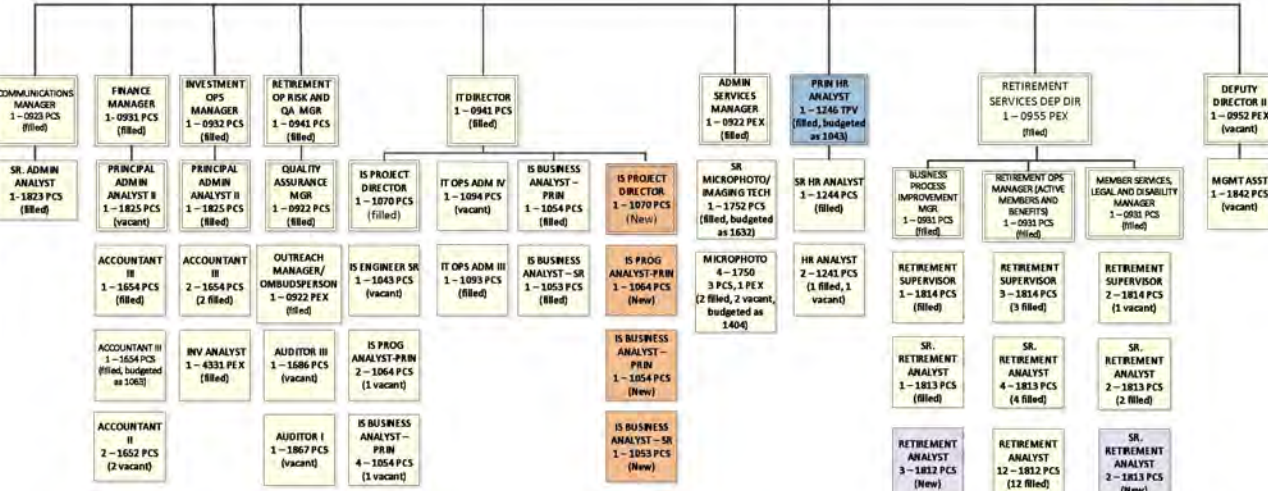 COMMUNICATIONS
MANAGER
1 – 0923 PCS
(filled)
SR. ADMIN
ANALYST
1–1823 PCS
(filled)
FINANCE
MANAGER
1- 0931 PCS
(filled)
PRINCIPAL
ADMIN
ANALYST II
1 – 1825 PCS
(vacant)
ACCOUNTANT
III
1 – 1654 PCS
(filled)
ACCOUNTANT III
1 –1654 PCS
(filled, budgeted
as 1063)
ACCOUNTANT
II
2 – 1652 PCS
(2 vacant)
INVESTMENT
OPS
MANAGER
1 – 0932 PCS
(filled)
PRINCIPAL
ADMIN
ANALYST II
1 – 1825 PCS
(filled)
ACCOUNTANT
III
2 – 1654 PCS
(2 filled)
INV ANALYST
1 – 4331 PEX
(filled)
RETIREMENT
OP RISK AND
QA MGR
1 – 0941 PCS
(filled)
QUALITY
ASSURANCE
MGR
1 – 0922 PCS
(filled)
OUTREACH
MANAGER/
OMBUDSPERSON
1 – 0922 PEX
(filled)
AUDITOR III
1 – 1686 PCS
(vacant)
AUDITOR I
1 – 1867 PCS
(vacant)
IT DIRECTOR
1 – 0941 PCS
(filled)
IS PROJECT
DIRECTOR
1 – 1070 PCS
(filled)
IS ENGINEER SR
1 – 1043 PCS
(vacant)
IS PROG
ANALYST-PRIN
2 – 1064 PCS
(1 vacant)
IS BUSINESS
ANALYST –
PRIN
4 – 1054 PCS
(1 vacant)
IT OPS ADM IV
1 – 1094 PCS
(vacant)
IT OPS ADM III
1 – 1093 PCS
(filled)
IS BUSINESS
ANALYST –
PRIN
1 – 1054 PCS
(filled)
IS BUSINESS
ANALYST – SR
1 – 1053 PCS
(filled)
IS PROJECT
DIRECTOR
1 – 1070 PCS
(New)
IS PROG
ANALYST-PRIN
1 – 1064 PCS
(New)
IS BUSINESS
ANALYST –
PRIN
1 – 1054 PCS
(New)
IS BUSINESS
ANALYST – SR
1 – 1053 PCS
(New)
ADMIN
SERVICES
MANAGER
1 – 0922 PEX
(filled)
SR
MICROPHOTO/
IMAGING TECH
1 – 1752 PCS
(filled, budgeted
as 1632)
MICROPHOTO
4 – 1750
3 PCS, 1 PEX
(2 filled, 2 vacant,
budgeted as
1404)
PRIN HR
ANALYST
1 – 1246 TPV
(filled, budgeted
as 1043)
SR HR ANALYST
1 – 1244 PCS
(filled)
HR ANALYST
2 – 1241 PCS
(1 filled, 1
vacant)
RETIREMENT
SERVICES DEP DIR
1 – 0955 PEX
(filled)
BUSINESS
PROCESS
IMPROVEMENT
MGR
1 – 0931 PCS
(filled)
RETIREMENT
SUPERVISOR
1 – 1814 PCS
(filled)
SR.
RETIREMENT
ANALYST
1 – 1813 PCS
(filled)
RETIREMENT
ANALYST
3 – 1812 PCS
(New)
RETIREMENT OPS
MANAGER (ACTIVE
MEMBERS AND
BENEFITS)
1 – 0931 PCS
(filled)
RETIREMENT
SUPERVISOR
3 – 1814 PCS
(3 filled)
SR.
RETIREMENT
ANALYST
4 – 1813 PCS
(4 filled)
RETIREMENT
ANALYST
12 – 1812 PCS
(12 filled)
MEMBER SERVICES,
LEGAL AND DISABILITY
MANAGER
1 – 0931 PCS
(filled)
RETIREMENT
SUPERVISOR
2 – 1814 PCS
(1 vacant)
SR.
RETIREMENT
ANALYST
2 – 1813 PCS
(2 filled)
SR.
RETIREMENT
ANALYST
2 – 1813 PCS
(New)
DEPUTY
DIRECTOR II
1 – 0952 PEX
(vacant)
MGMT ASST
1 – 1842 PCS
(vacant)